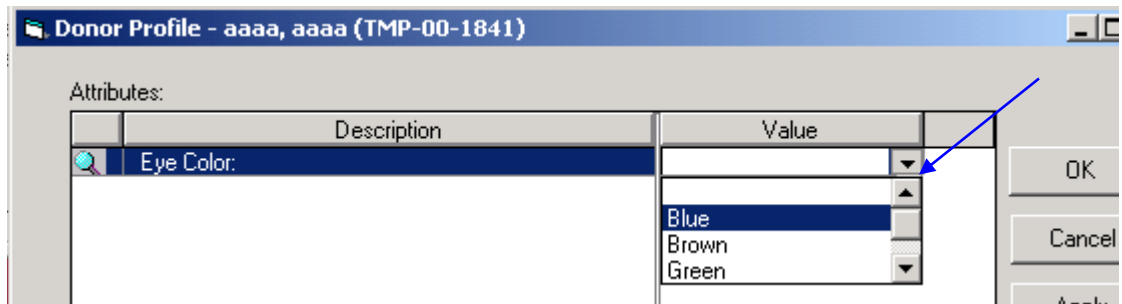 Donor Profile - aaaa, aaaa (TMP-00-1841)
Attributes:
Description Value
Eye Color:
OK
Blue
Brown
Cancel
Green